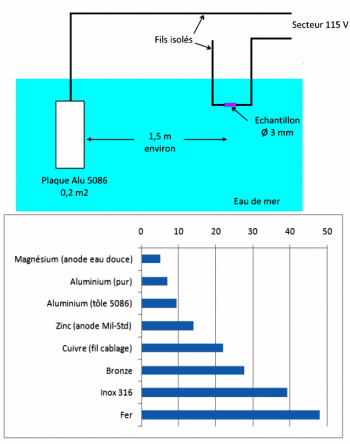 Secteur 115 V
Fils isolés
Echantillon
Ø 3 mm
1,5 m
environ
Plaque Alu 5086
0,2 m2
Eau de mer
0 10 20 30 40 50
Magnésium (anode eau douce)
Aluminium (pur)
Aluminium (tôle 5086)
Zinc (anode Mil-Std)
Cuivre (fil cablage)
Bronze
Inox 316
Fer